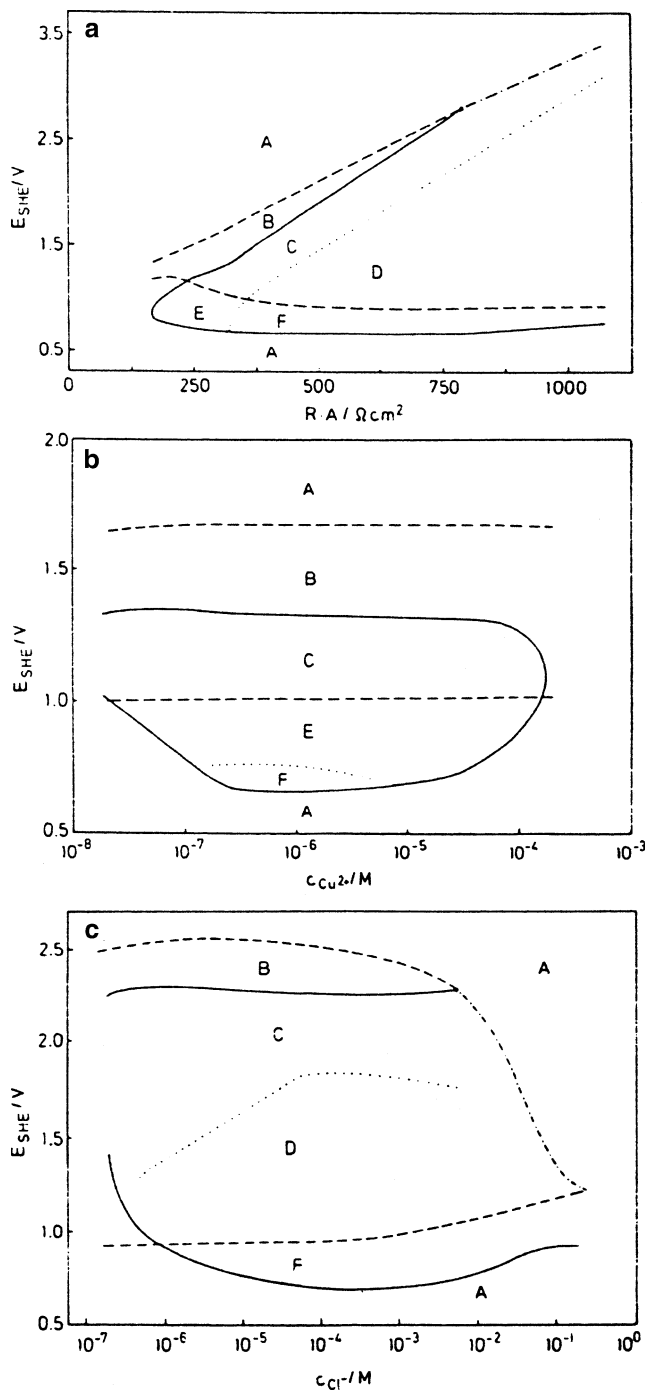 a
3.5
2.5
1.5
0.5
E_SHE / V
A
B
C
D
E
F
A
0 250 500 750 1000
R·A / Ω cm²
b
2.0
1.5
1.0
0.5
E_SHE / V
A
B
C
E
F
A
10⁻⁸ 10⁻⁷ 10⁻⁶ 10⁻⁵ 10⁻⁴ 10⁻³
c_Cu²⁺ / M
c
2.5
2.0
1.5
1.0
0.5
E_SHE / V
B
A
C
D
F
A
10⁻⁷ 10⁻⁶ 10⁻⁵ 10⁻⁴ 10⁻³ 10⁻² 10⁻¹ 10⁰
c_Cl⁻ / M